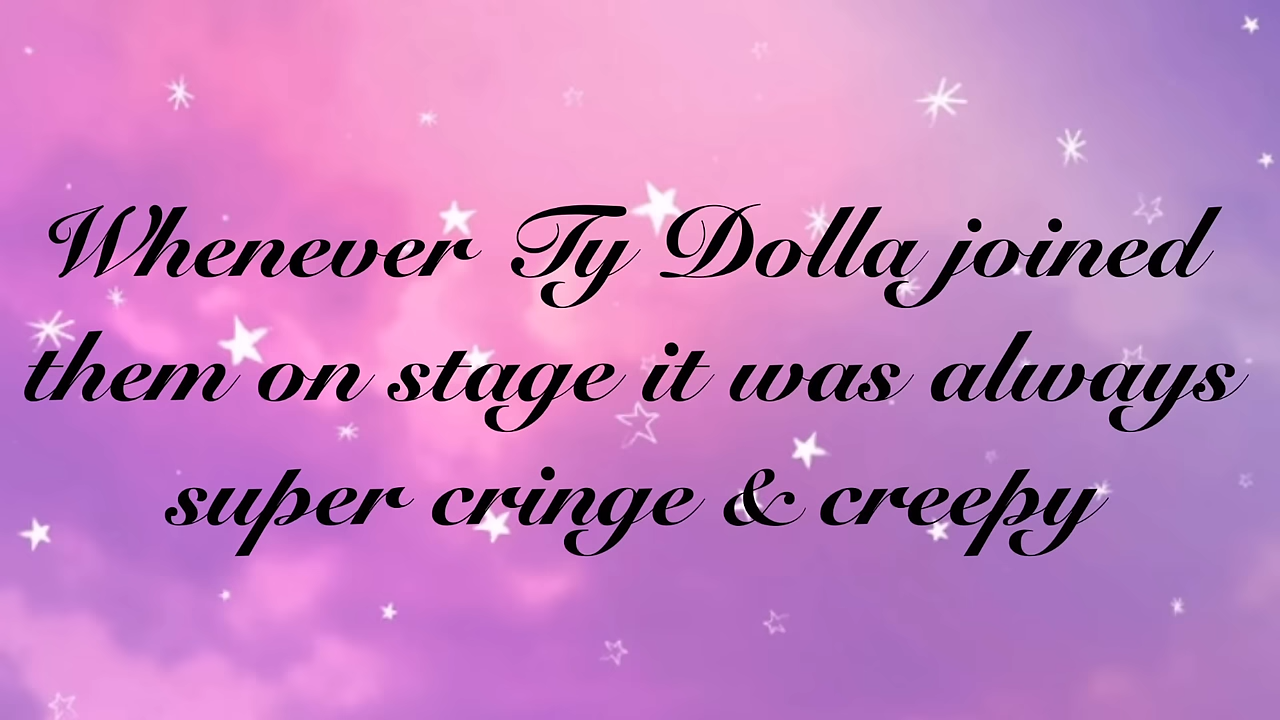 Whenever Ty Dolla joined
them on stage it was always
super cringe & creepy